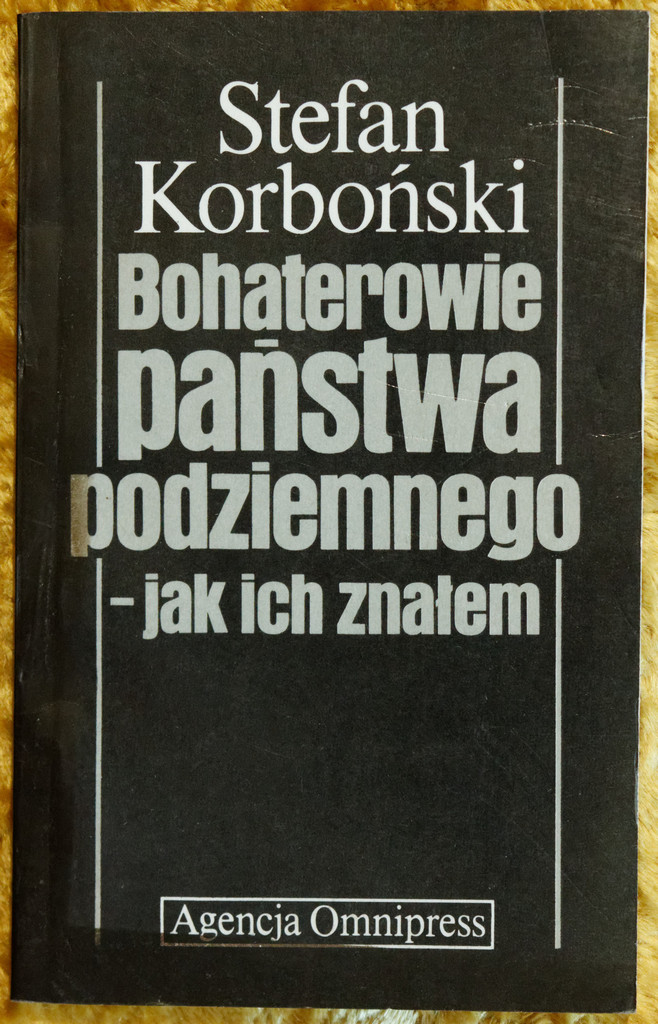 Stefan
Korboński
Bohaterowie
państwa
podziemnego
- jak ich znałem
Agencja Omnipress